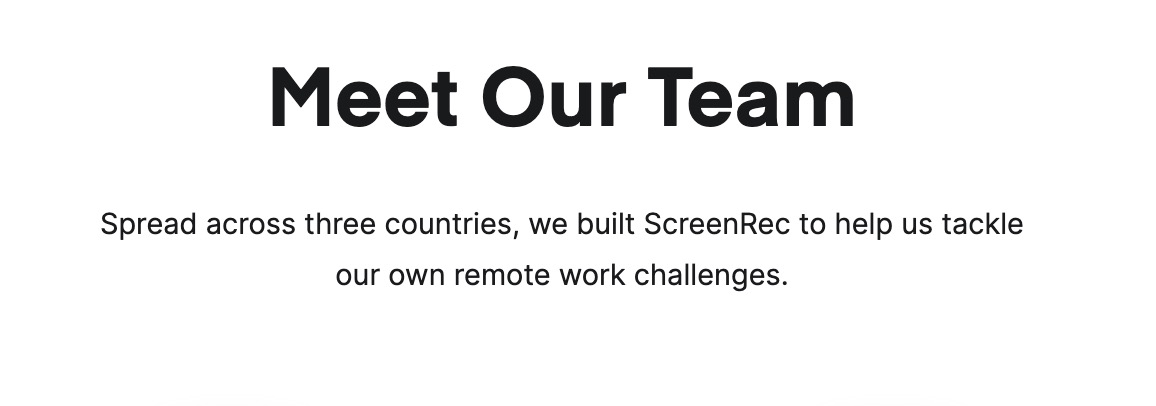 Meet Our Team
Spread across three countries, we built ScreenRec to help us tackle
our own remote work challenges.